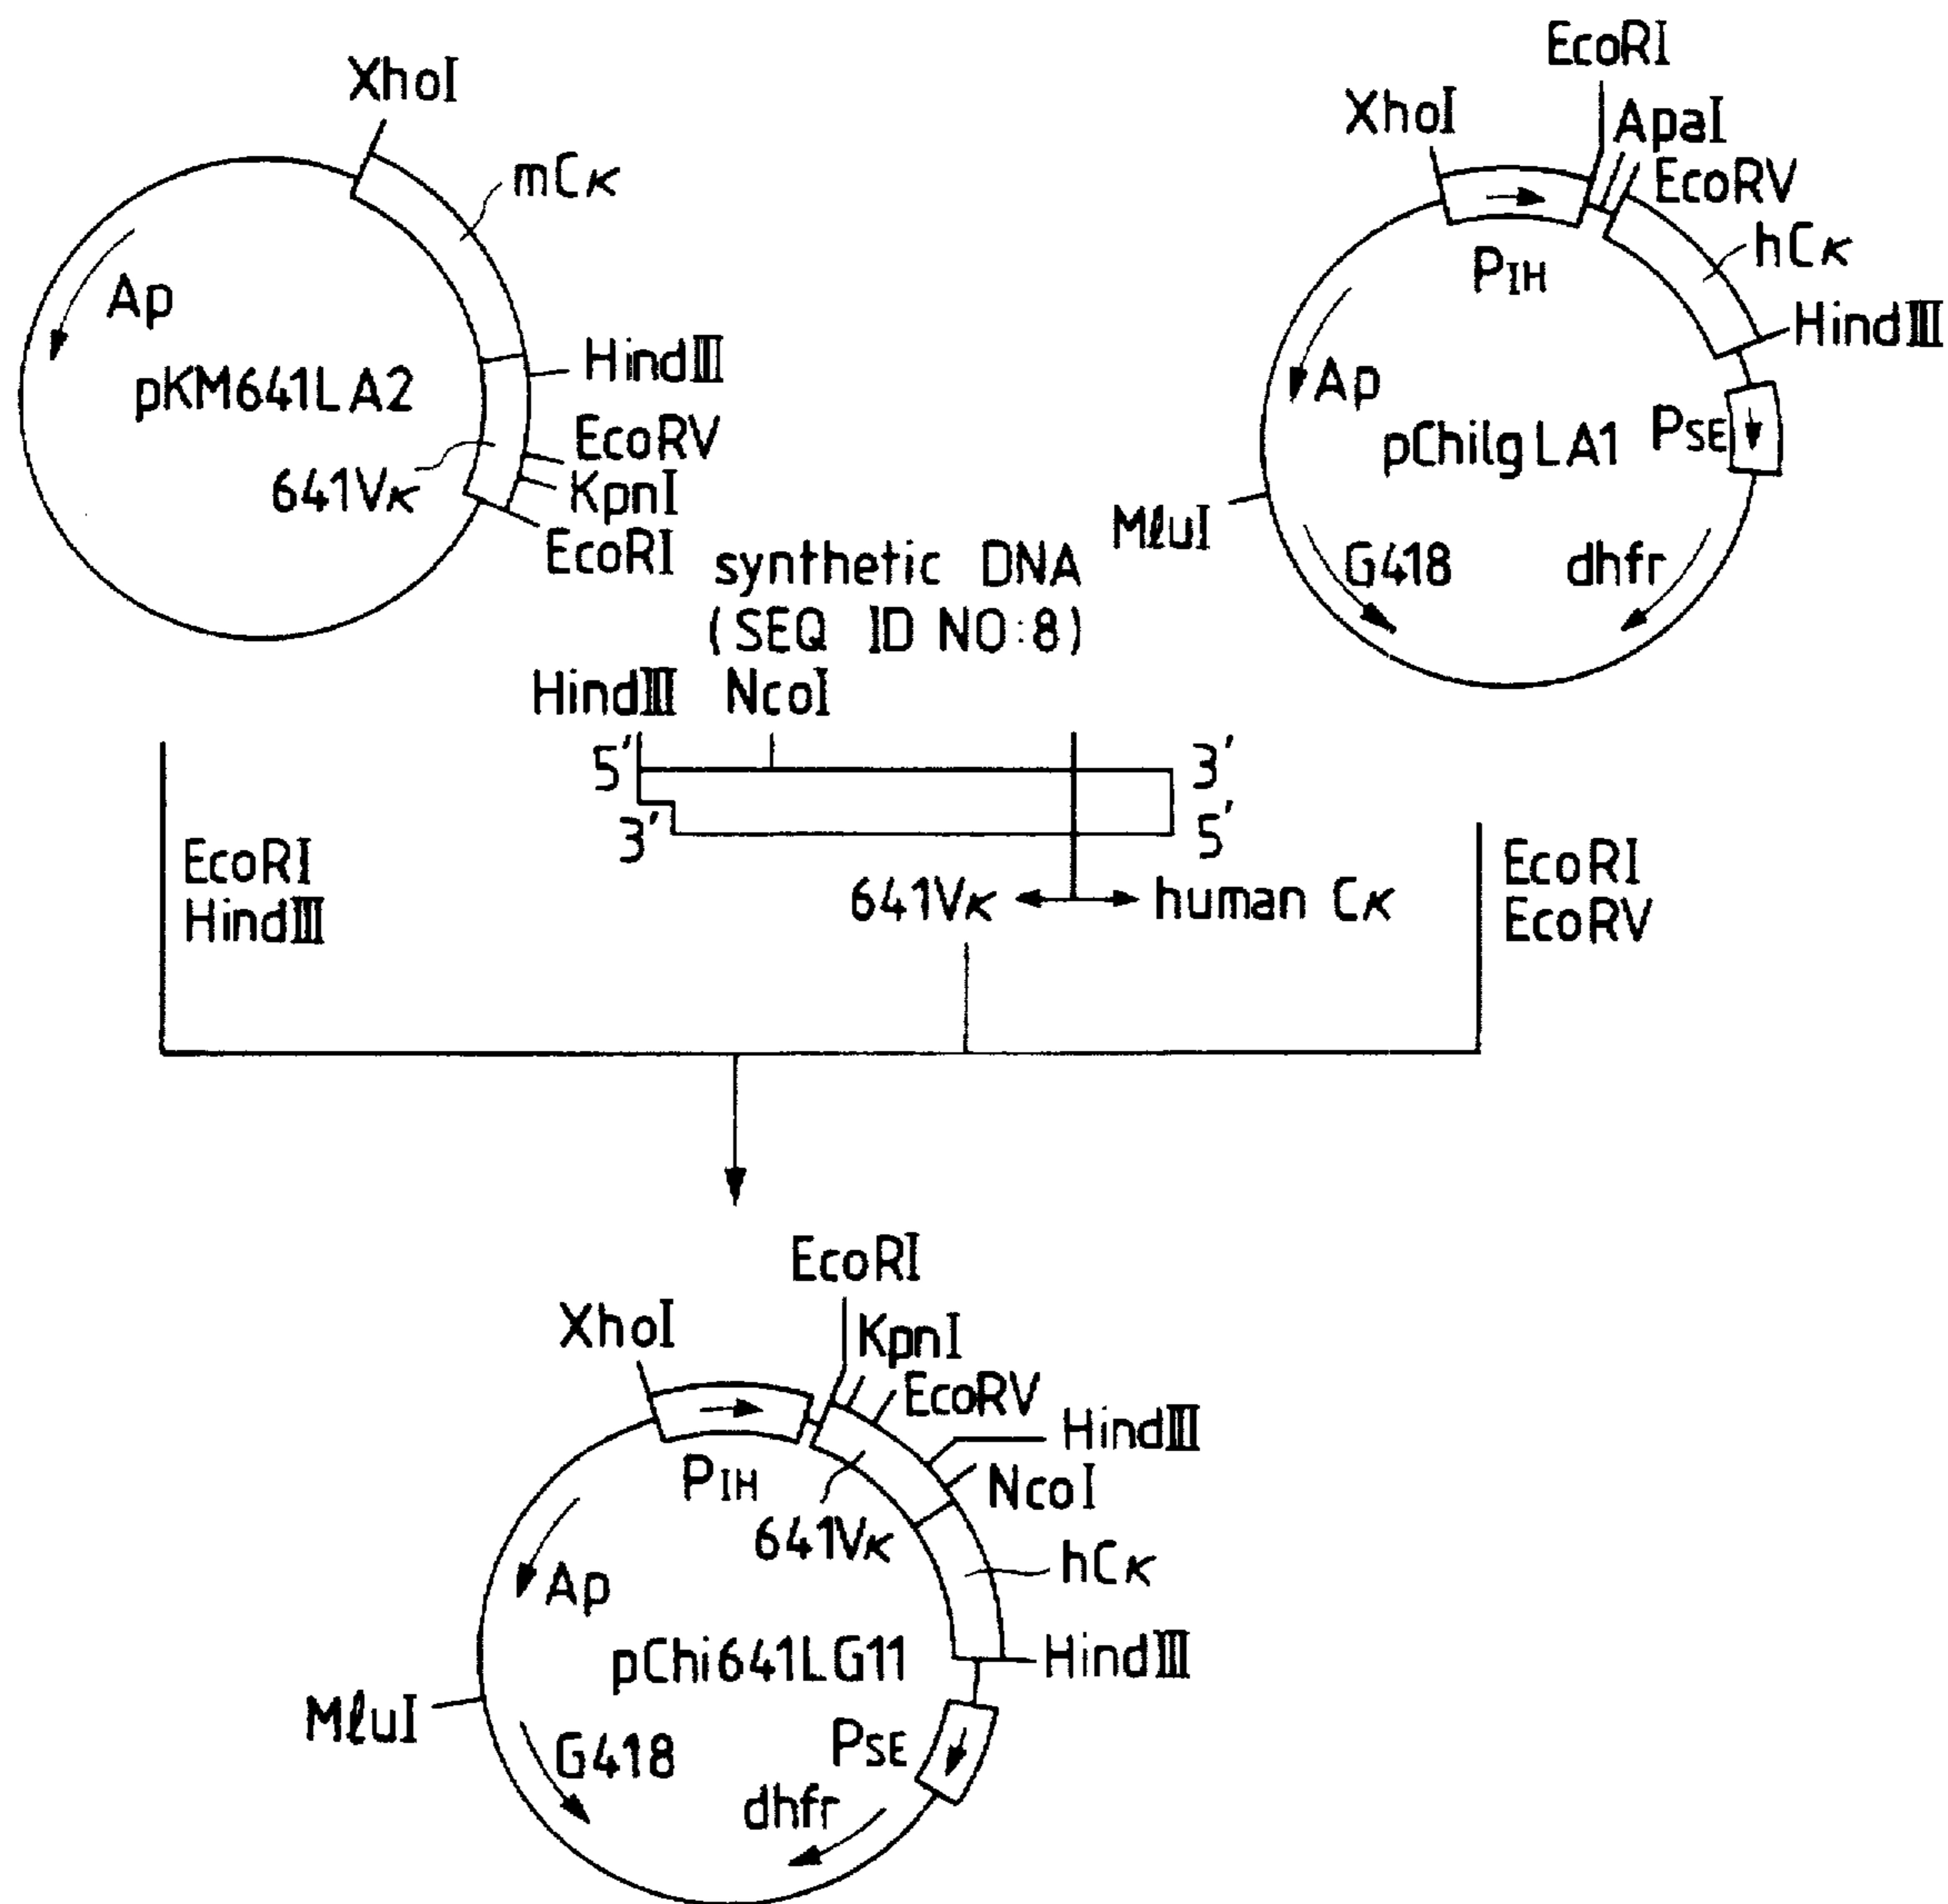 XhoI
mCκ
Ap
pKM641LA2
HindIII
EcoRV
KpnI
EcoRI
641Vκ
EcoRI
XhoI
ApaI
EcoRV
PIH
hCκ
HindIII
Ap
pChiIgLA1
PSE
MluI
G418
dhfr
synthetic DNA
(SEQ ID NO:8)
HindIII NcoI
5′ 3′
3′ 5′
641Vκ human Cκ
EcoRI
HindIII
EcoRI
EcoRV
EcoRI
XhoI
KpnI
EcoRV
HindIII
NcoI
PIH
641Vκ
hCκ
Ap
pChi641LG11
HindIII
MluI
PSE
G418
dhfr